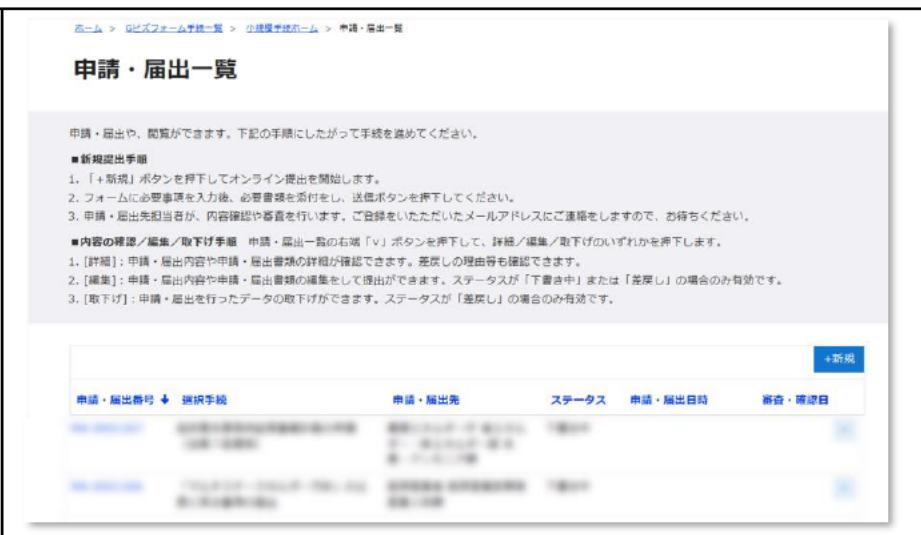 ホーム > Gビズフォーム手続一覧 > 小規模手続ホーム > 申請・届出一覧
申請・届出一覧
申請・届出や、閲覧ができます。下記の手順にしたがって手続を進めてください。
■新規提出手順
1. 「+新規」ボタンを押下してオンライン提出を開始します。
2. フォームに必要事項を入力後、必要書類を添付をし、送信ボタンを押下してください。
3. 申請・届出先担当者が、内容確認や審査を行います。ご登録をいたただいたメールアドレスにご連絡をしますので、お待ちください。
■内容の確認／編集／取下げ手順 申請・届出一覧の右端「∨」ボタンを押下して、詳細／編集／取下げのいずれかを押下します。
1. [詳細]：申請・届出内容や申請・届出書類の詳細が確認できます。差戻しの理由等も確認できます。
2. [編集]：申請・届出内容や申請・届出書類の編集をして提出ができます。ステータスが「下書き中」または「差戻し」の場合のみ有効です。
3. [取下げ]：申請・届出を行ったデータの取下げができます。ステータスが「差戻し」の場合のみ有効です。
+新規
申請・届出番号 ↓ 選択手続 申請・届出先 ステータス 申請・届出日時 審査・確認日